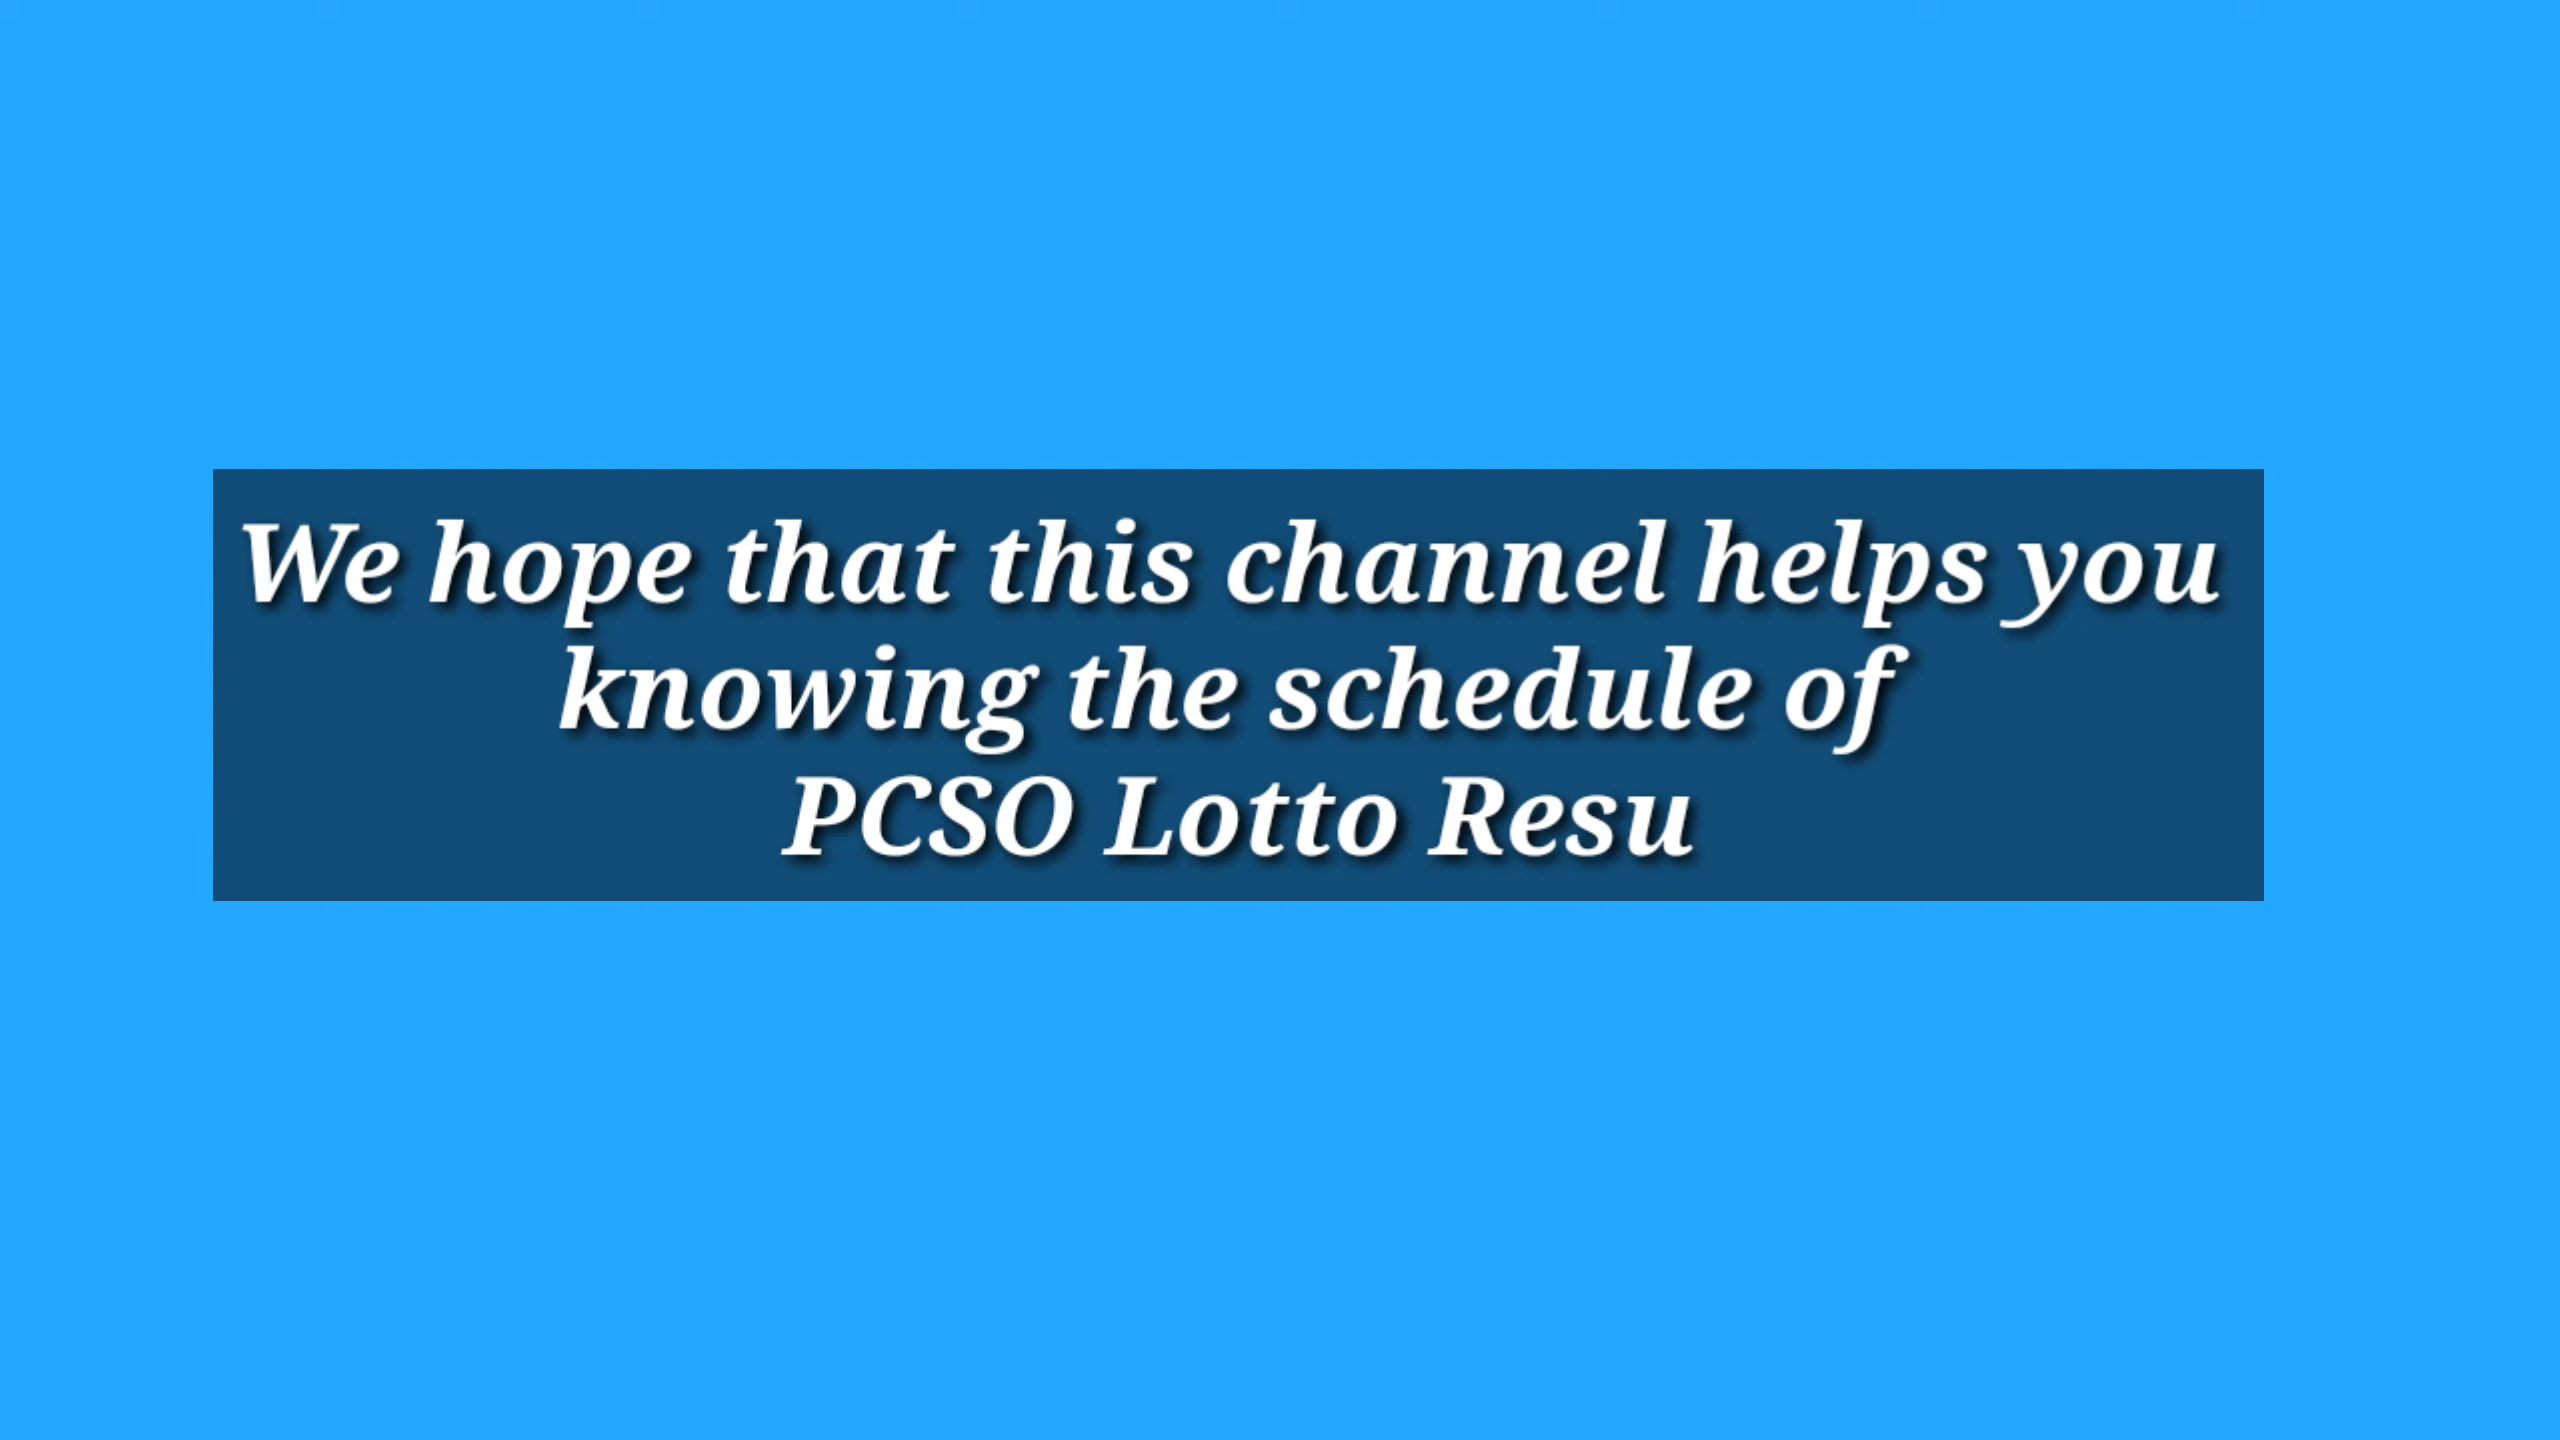 We hope that this channel helps you
knowing the schedule of
PCSO Lotto Resu